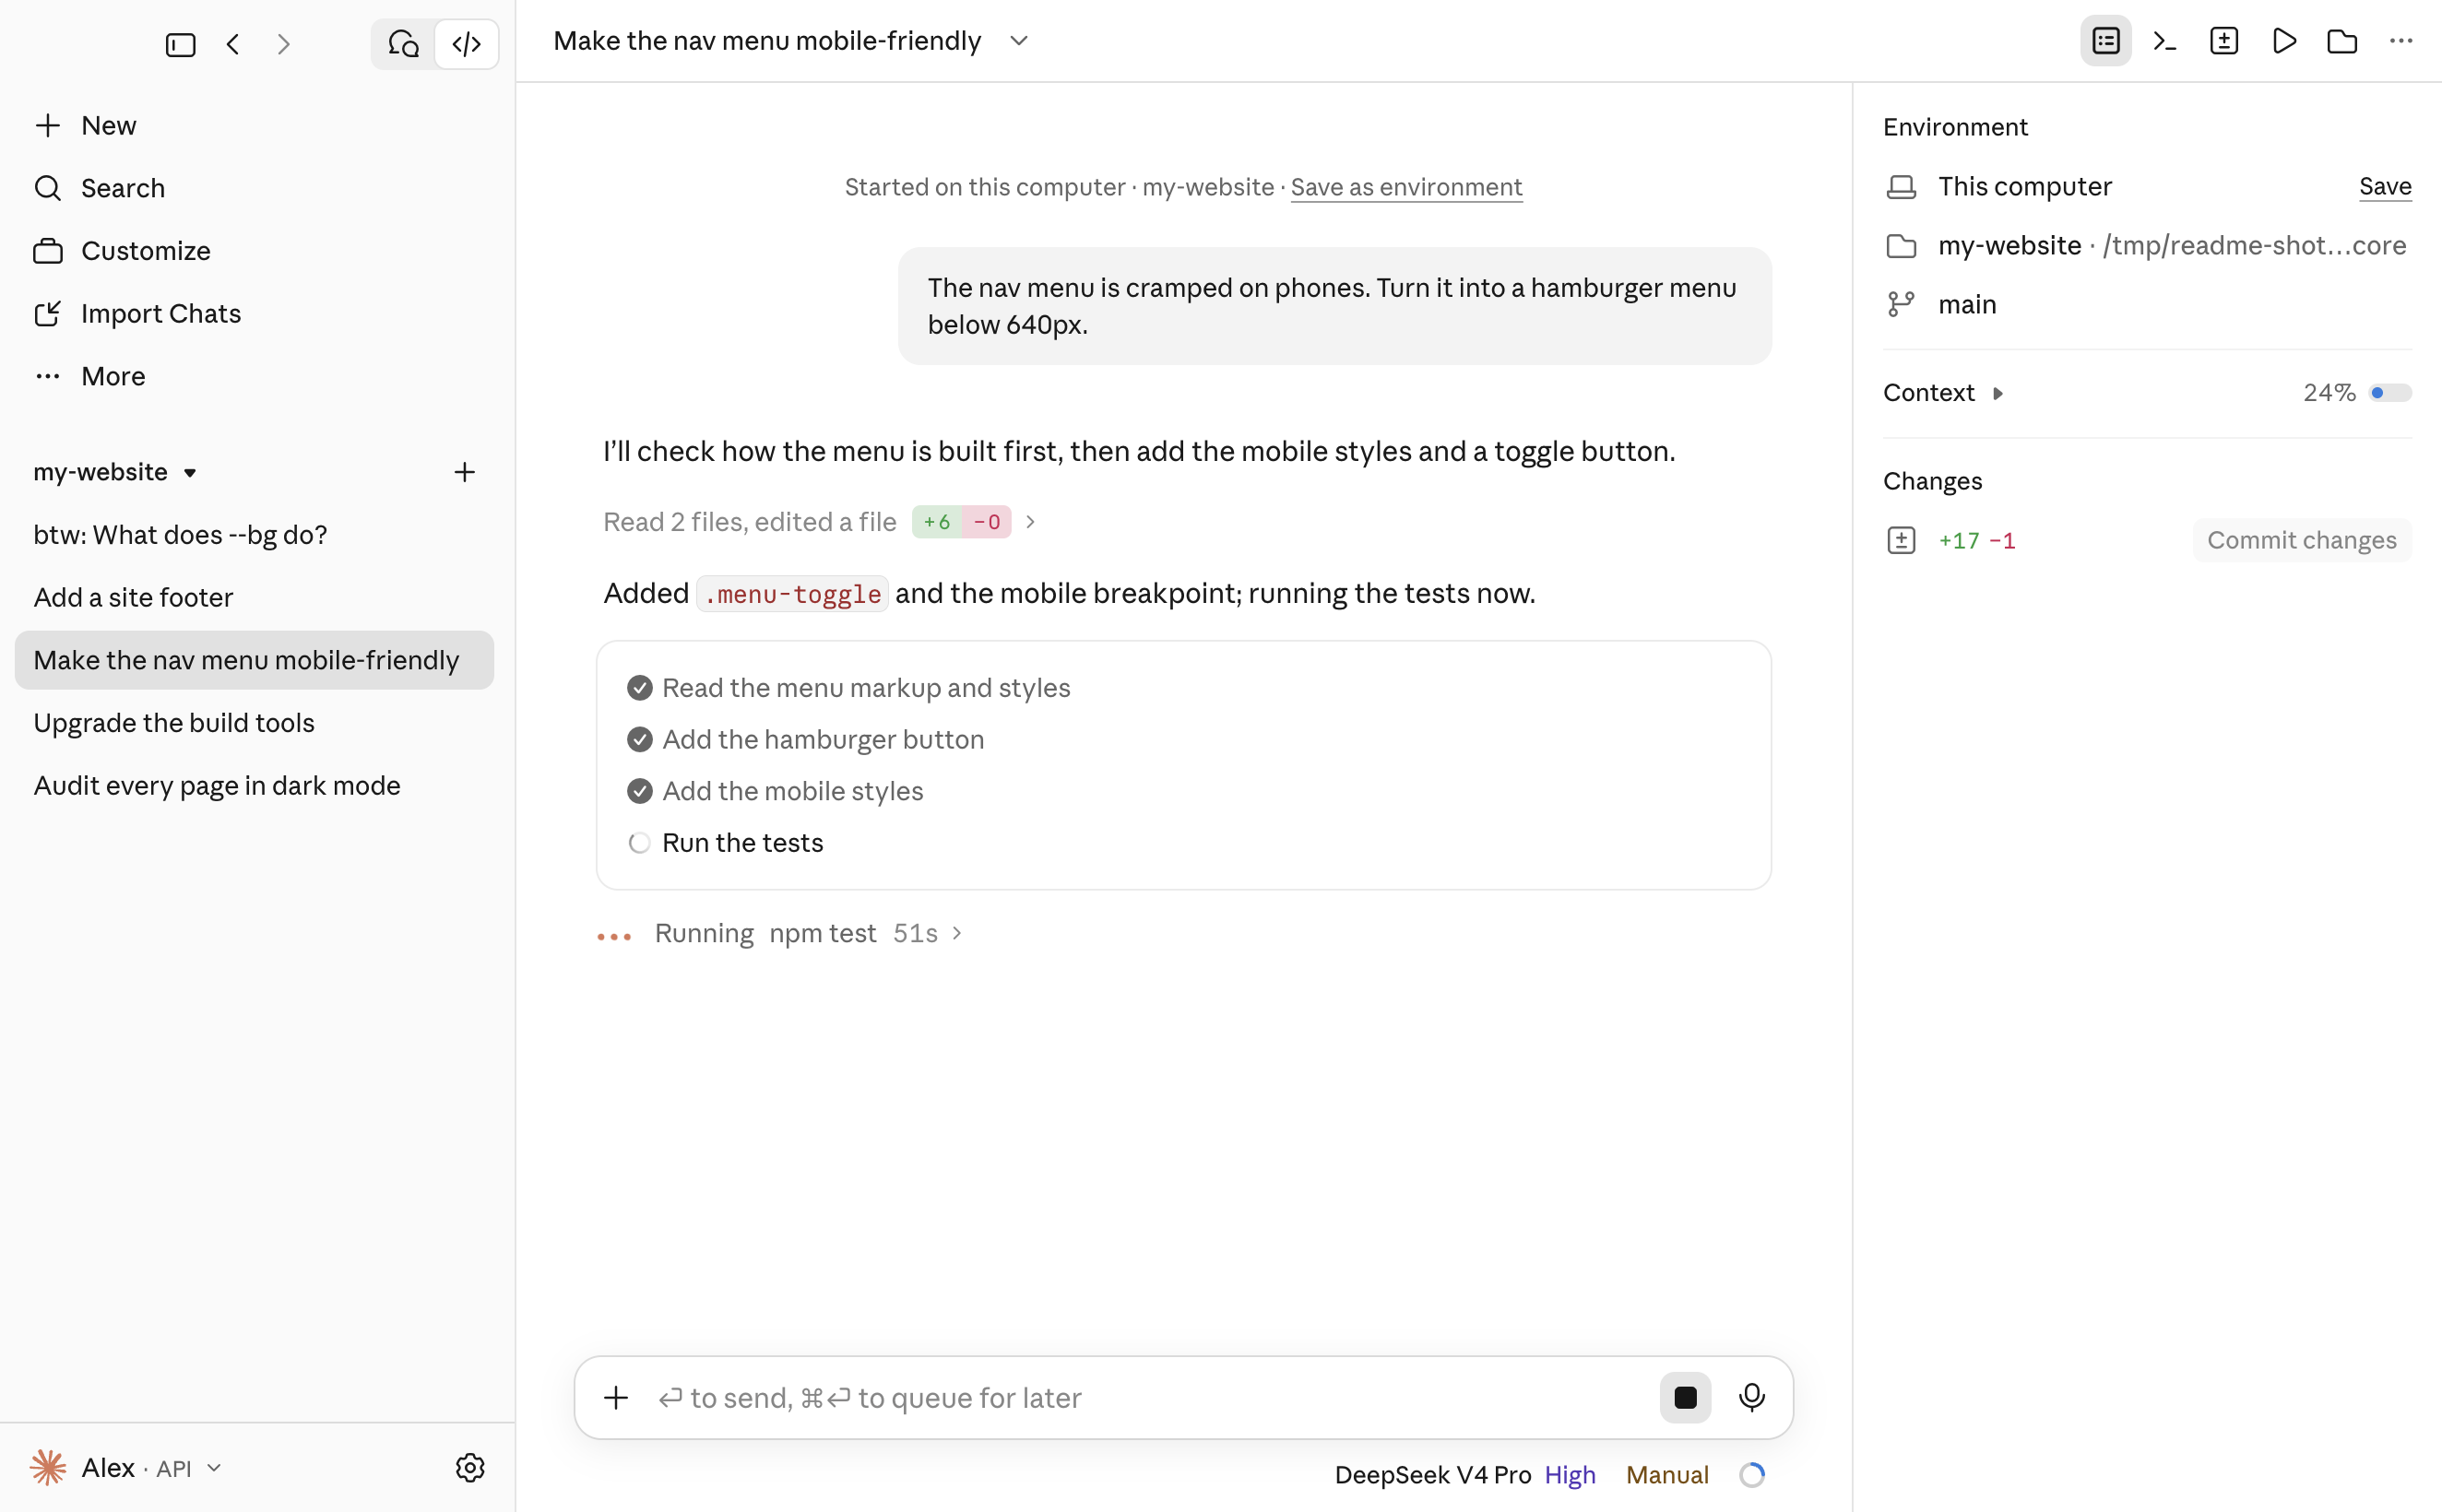 New
Search
Customize
Import Chats
More
my-website
btw: What does --bg do?
Add a site footer
Make the nav menu mobile-friendly
Upgrade the build tools
Audit every page in dark mode
Alex · API
Make the nav menu mobile-friendly
Started on this computer · my-website · Save as environment
The nav menu is cramped on phones. Turn it into a hamburger menu
below 640px.
I’ll check how the menu is built first, then add the mobile styles and a toggle button.
Read 2 files, edited a file +6 -0
Added .menu-toggle and the mobile breakpoint; running the tests now.
Read the menu markup and styles
Add the hamburger button
Add the mobile styles
Run the tests
Running npm test 51s
⏎ to send, ⌘⏎ to queue for later
DeepSeek V4 Pro High Manual
Environment
This computer Save
my-website · /tmp/readme-shot...core
main
Context 24%
Changes
+17 -1 Commit changes